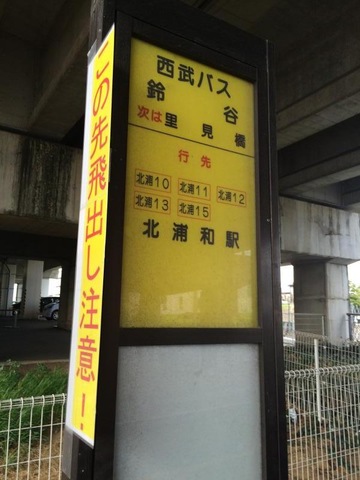 西武バス
鈴谷
次は里見橋
行先
北浦10 北浦11 北浦12
北浦13 北浦15
北浦和駅
この先飛出し注意！